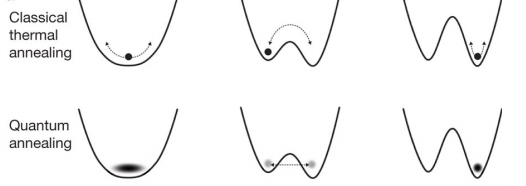 Classical
thermal
annealing
Quantum
annealing